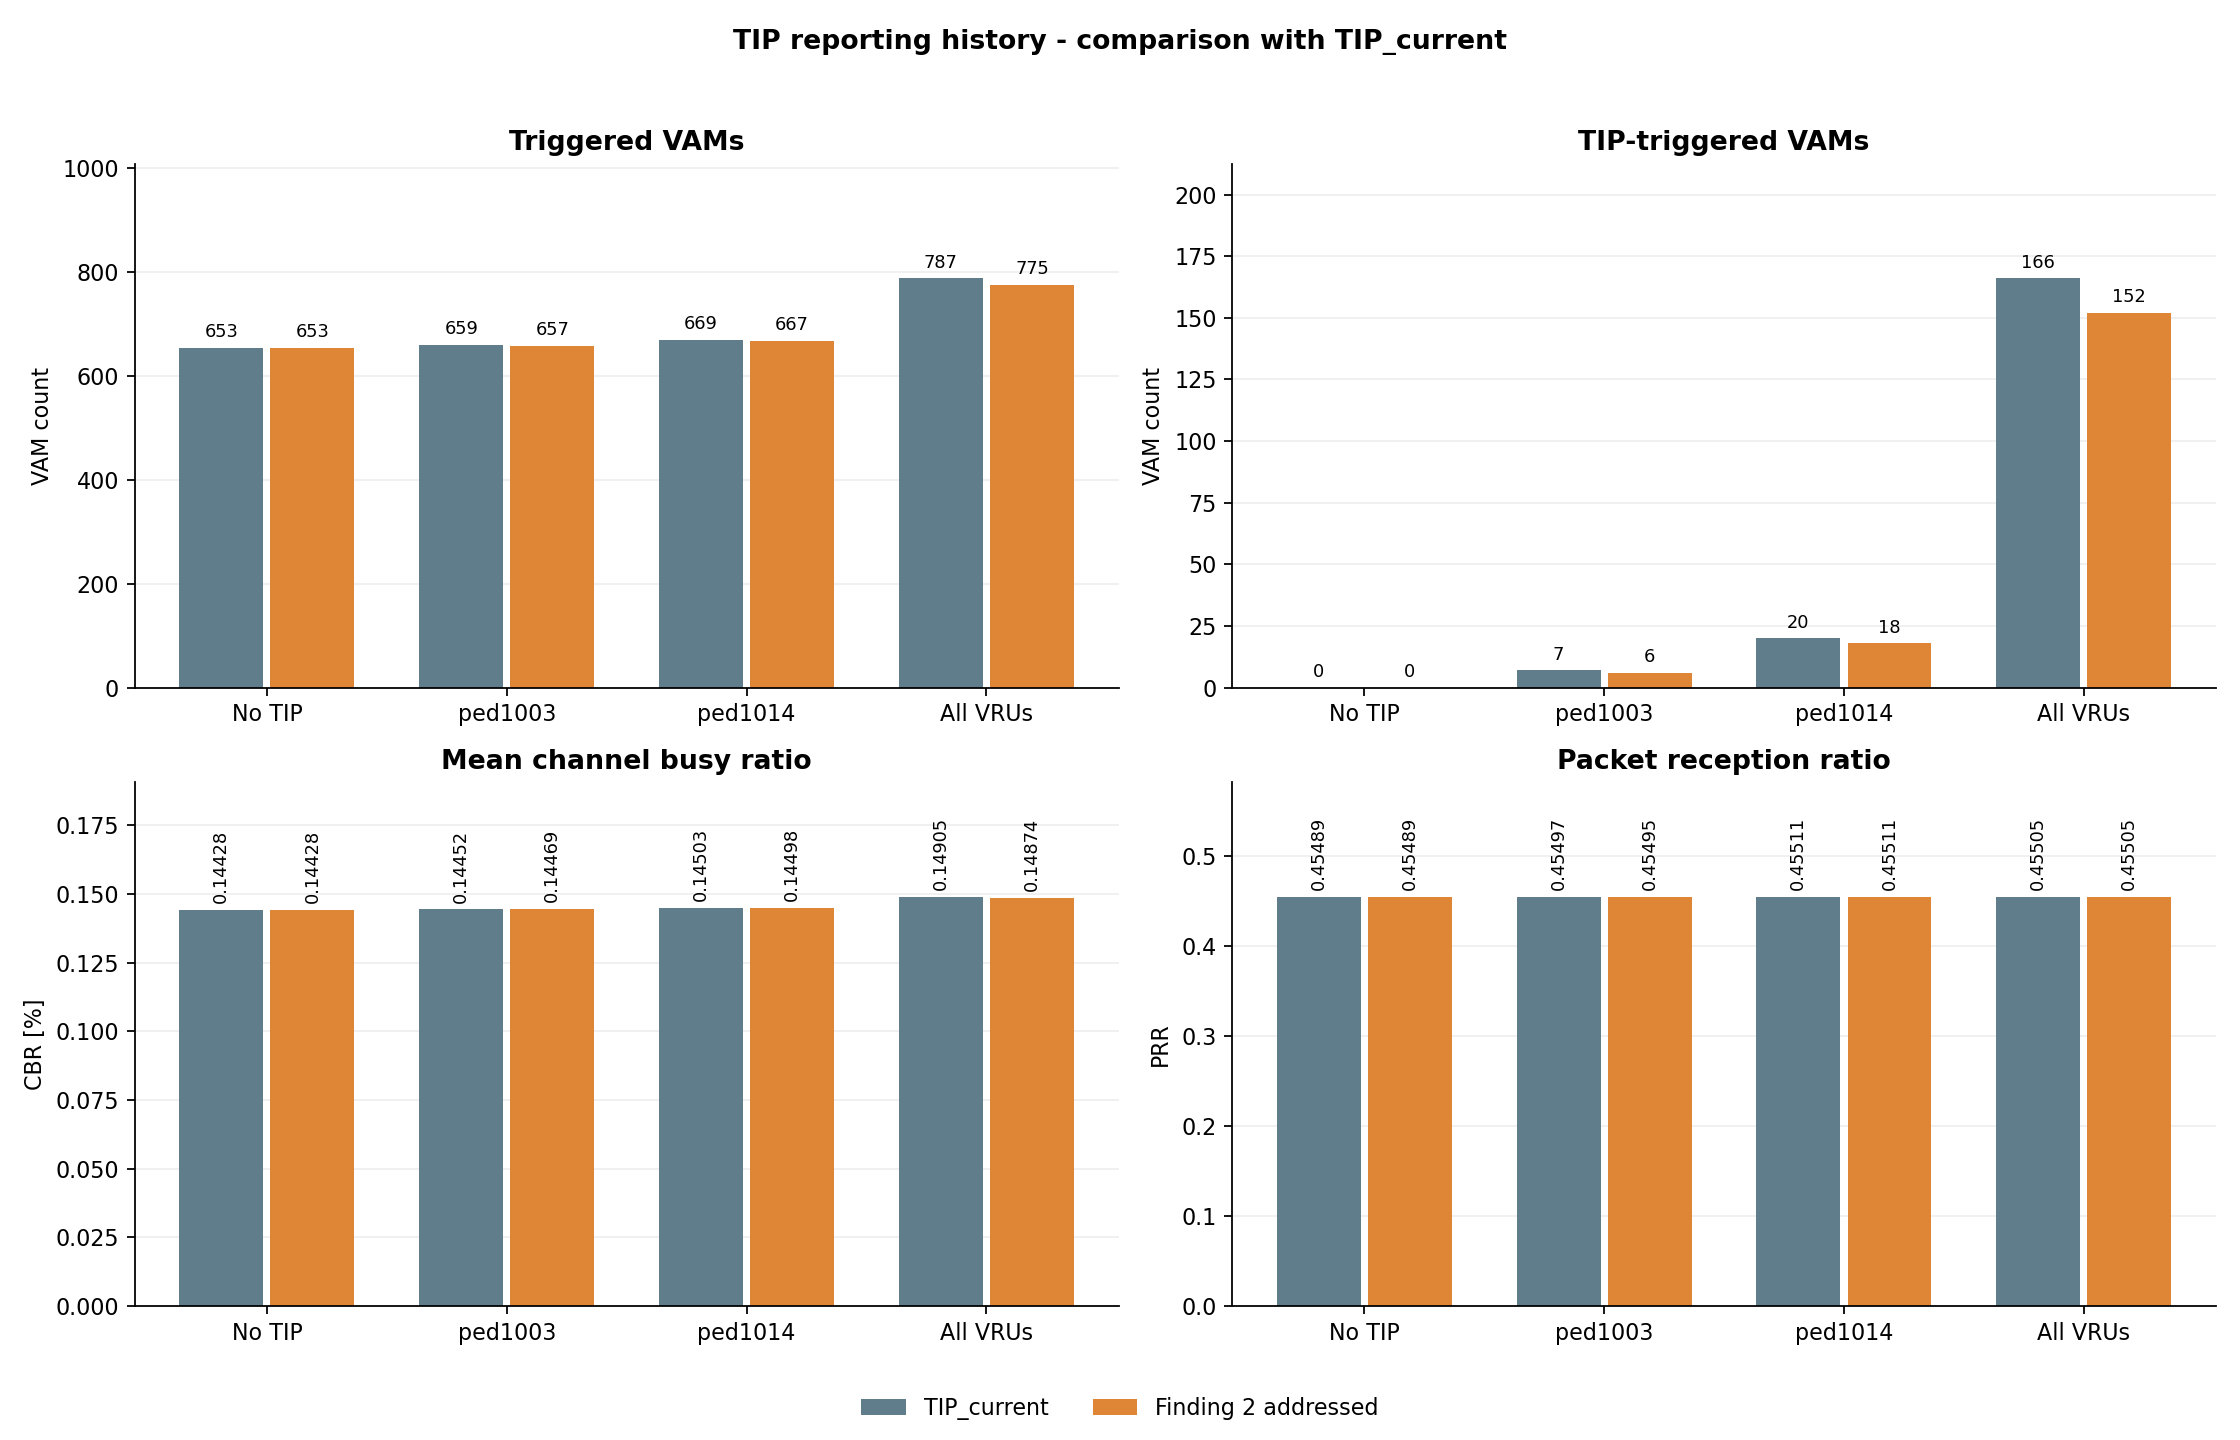 TIP reporting history - comparison with TIP_current
Triggered VAMs
VAM count
1000
800
600
400
200
0
653
653
659
657
669
667
787
775
No TIP
ped1003
ped1014
All VRUs
TIP-triggered VAMs
VAM count
200
175
150
125
100
75
50
25
0
0
0
7
6
20
18
166
152
No TIP
ped1003
ped1014
All VRUs
Mean channel busy ratio
CBR [%]
0.175
0.150
0.125
0.100
0.075
0.050
0.025
0.000
0.14428
0.14428
0.14452
0.14469
0.14503
0.14498
0.14905
0.14874
No TIP
ped1003
ped1014
All VRUs
Packet reception ratio
PRR
0.5
0.4
0.3
0.2
0.1
0.0
0.45489
0.45489
0.45497
0.45495
0.45511
0.45511
0.45505
0.45505
No TIP
ped1003
ped1014
All VRUs
TIP_current
Finding 2 addressed